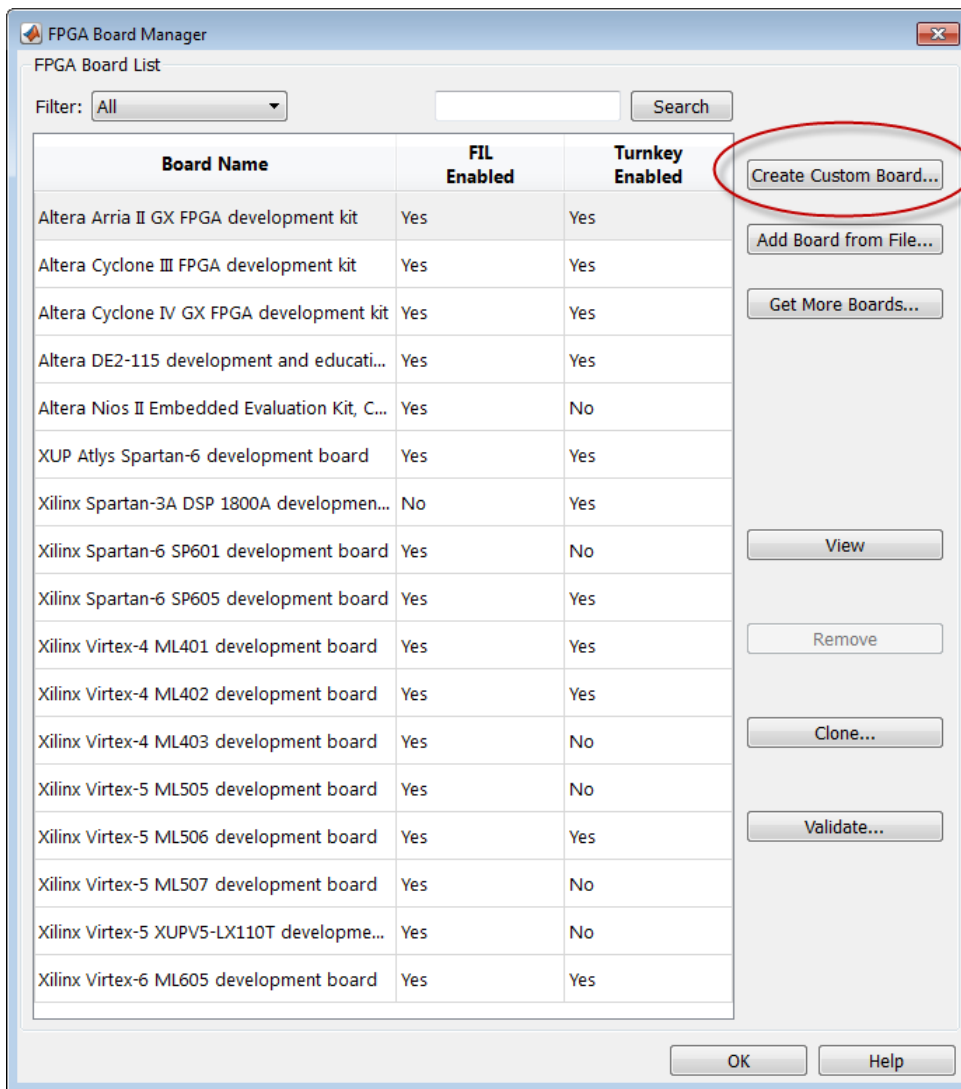 FPGA Board Manager
FPGA Board List
Filter: All Search
Board Name FIL Enabled Turnkey Enabled
Create Custom Board...
Altera Arria II GX FPGA development kit Yes Yes
Add Board from File...
Altera Cyclone III FPGA development kit Yes Yes
Altera Cyclone IV GX FPGA development kit Yes Yes
Get More Boards...
Altera DE2-115 development and educati... Yes Yes
Altera Nios II Embedded Evaluation Kit, C... Yes No
XUP Atlys Spartan-6 development board Yes Yes
Xilinx Spartan-3A DSP 1800A developmen... No Yes
Xilinx Spartan-6 SP601 development board Yes No
View
Xilinx Spartan-6 SP605 development board Yes Yes
Xilinx Virtex-4 ML401 development board Yes Yes
Remove
Xilinx Virtex-4 ML402 development board Yes Yes
Xilinx Virtex-4 ML403 development board Yes No
Clone...
Xilinx Virtex-5 ML505 development board Yes No
Xilinx Virtex-5 ML506 development board Yes Yes
Validate...
Xilinx Virtex-5 ML507 development board Yes No
Xilinx Virtex-5 XUPV5-LX110T developme... Yes No
Xilinx Virtex-6 ML605 development board Yes Yes
OK Help